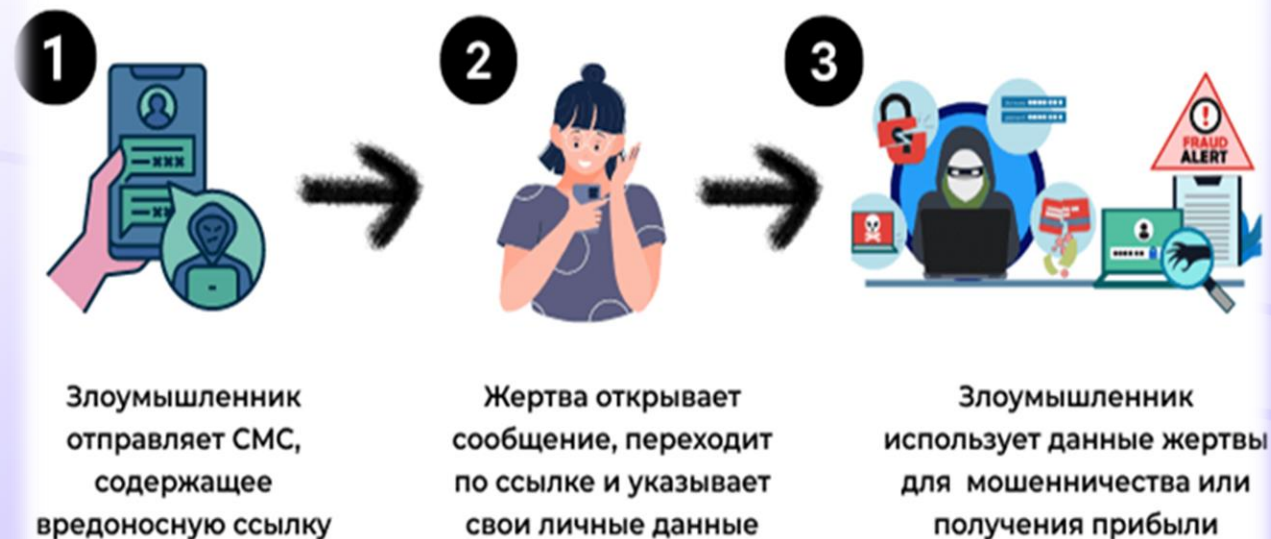 1
Злоумышленник
отправляет СМС,
содержащее
вредоносную ссылку
2
Жертва открывает
сообщение, переходит
по ссылке и указывает
свои личные данные
3
FRAUD
ALERT
Злоумышленник
использует данные жертвы
для мошенничества или
получения прибыли